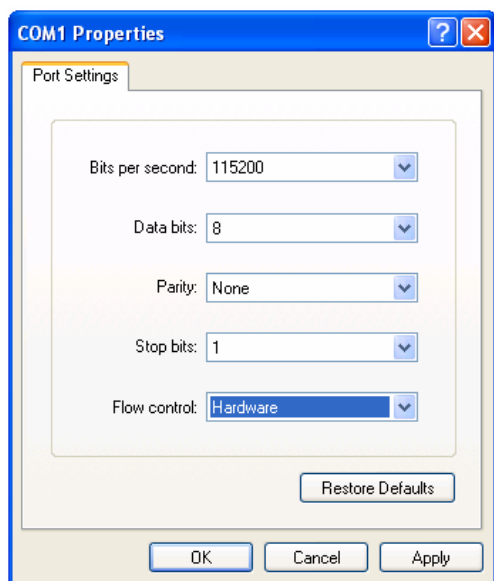 COM1 Properties
Port Settings
Bits per second: 115200
Data bits: 8
Parity: None
Stop bits: 1
Flow control: Hardware
Restore Defaults
OK Cancel Apply